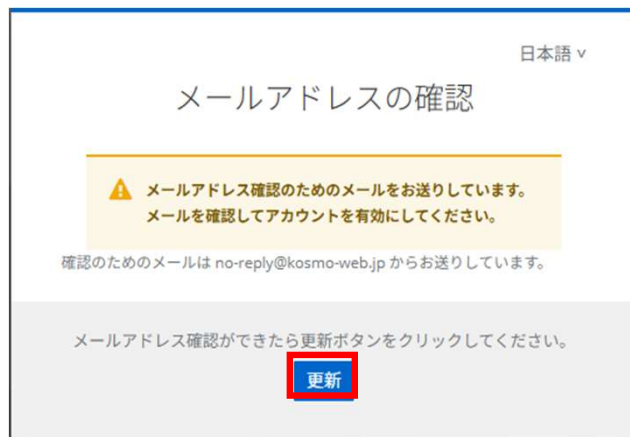 日本語 ∨
メールアドレスの確認
メールアドレス確認のためのメールをお送りしています。
メールを確認してアカウントを有効にしてください。
確認のためのメールは no-reply@kosmo-web.jp からお送りしています。
メールアドレス確認ができたら更新ボタンをクリックしてください。
更新